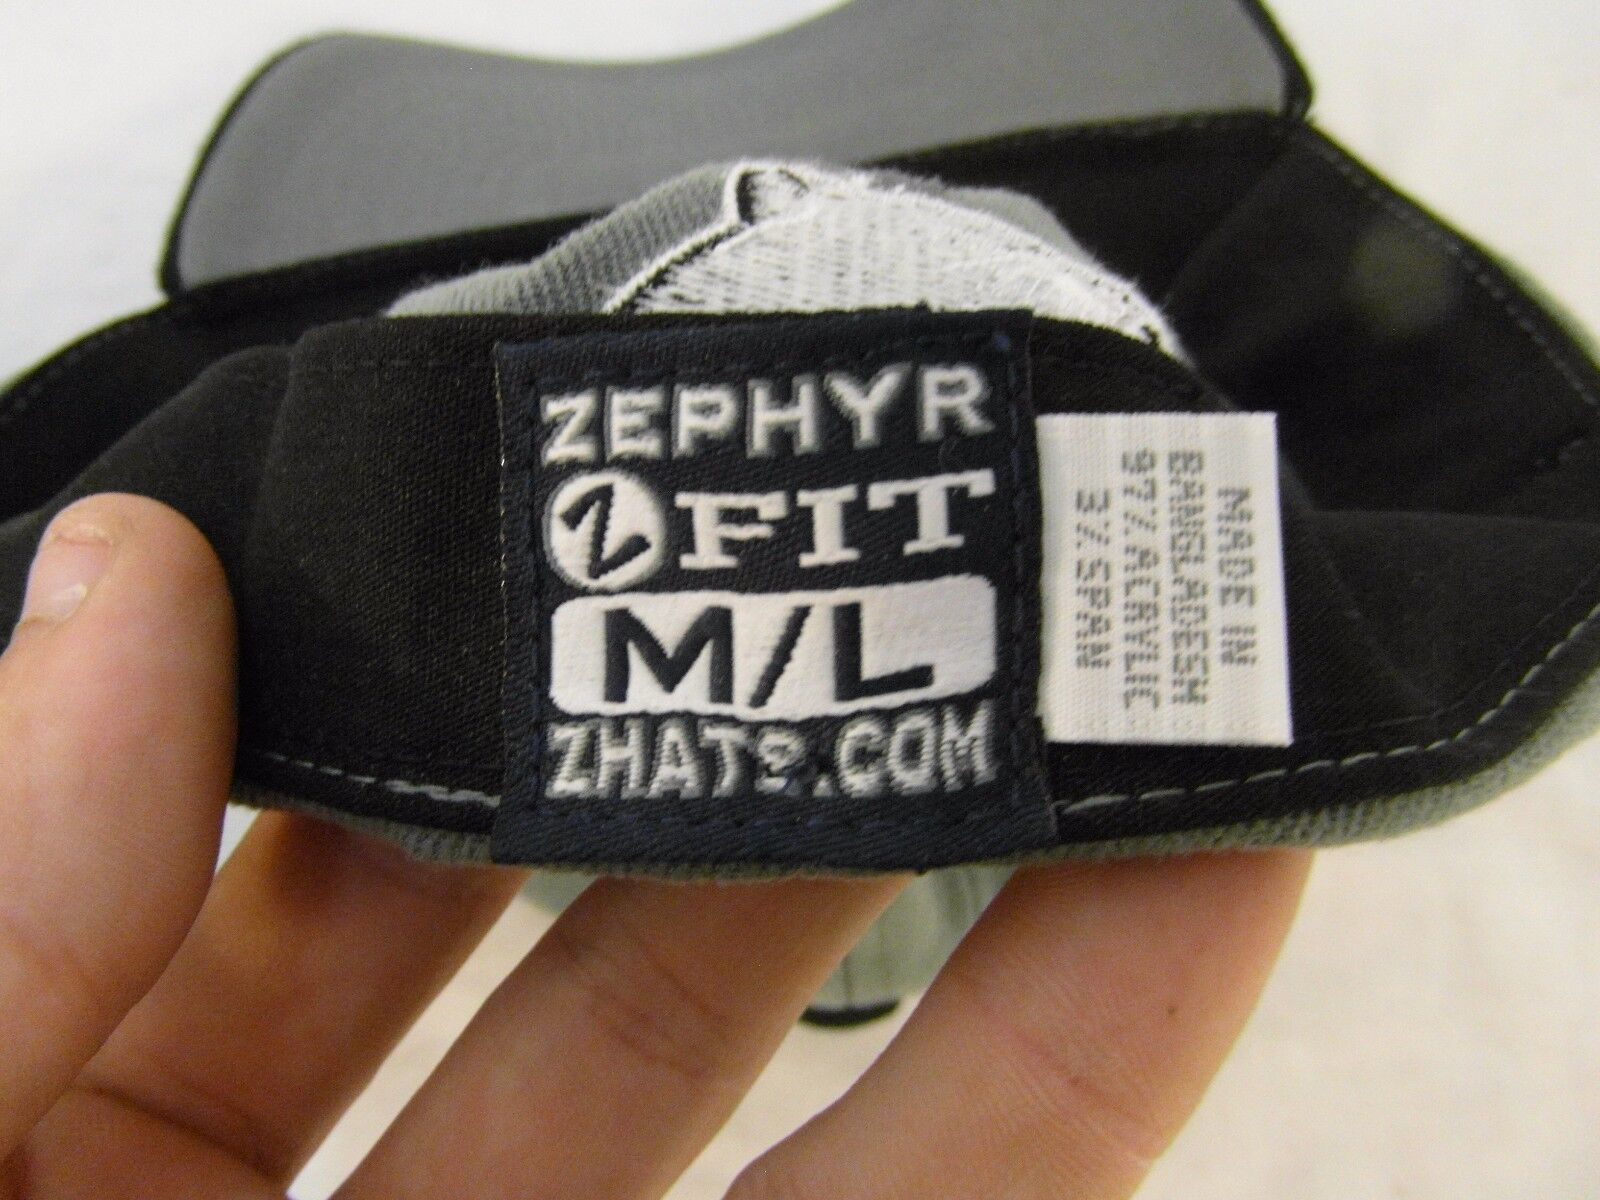 ZEPHYR
Z FIT
M/L
ZHATS.COM
MADE IN
BANGLADESH
97% ACRYLIC
3% SPAN